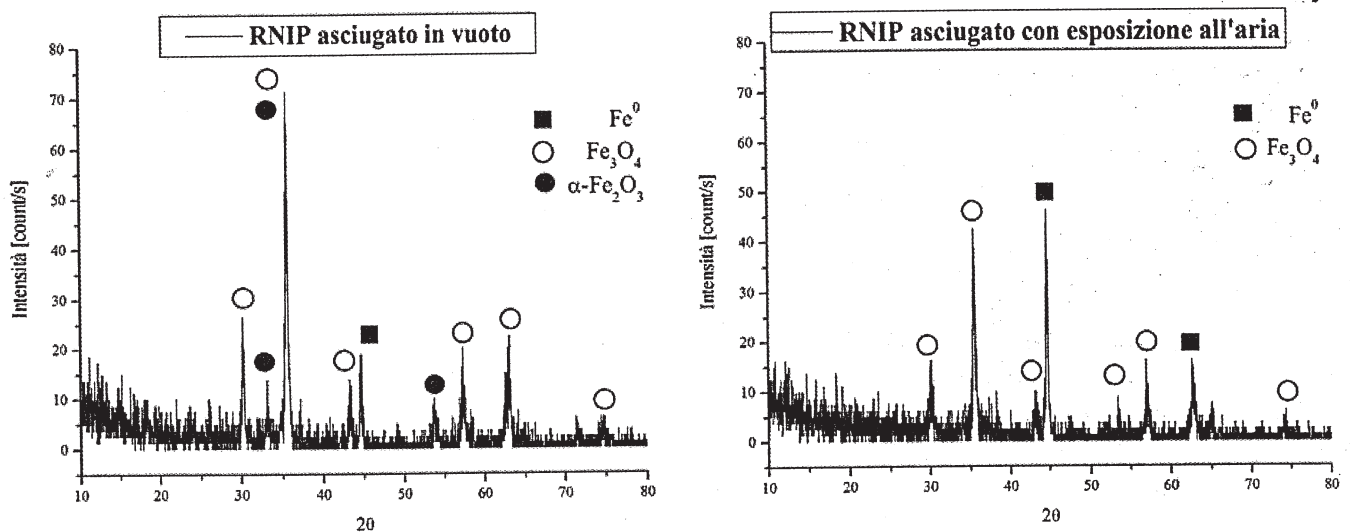 RNIP asciugato in vuoto
80
70
60
50
40
30
20
10
0
Intensità [count/s]
Fe⁰
Fe₃O₄
α-Fe₂O₃
10 20 30 40 50 60 70 80
2θ
RNIP asciugato con esposizione all'aria
80
70
60
50
40
30
20
10
0
Intensità [count/s]
Fe⁰
Fe₃O₄
10 20 30 40 50 60 70 80
2θ